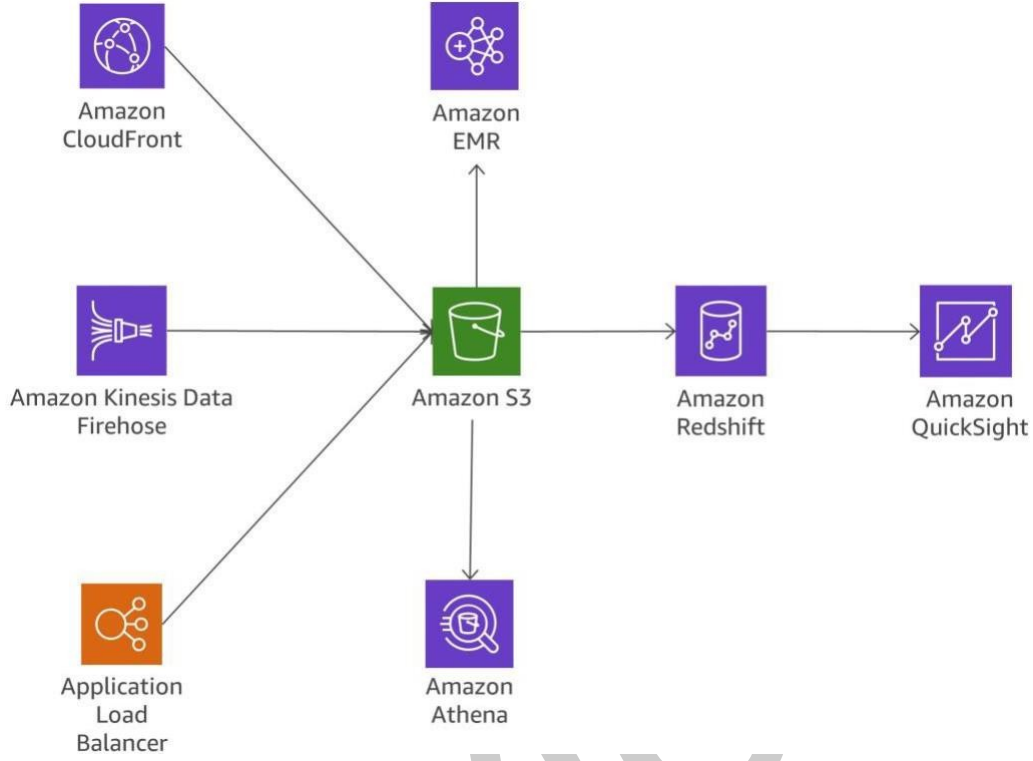 Amazon
CloudFront
Amazon
EMR
Amazon Kinesis Data
Firehose
Amazon S3
Amazon
Redshift
Amazon
QuickSight
Application
Load
Balancer
Amazon
Athena